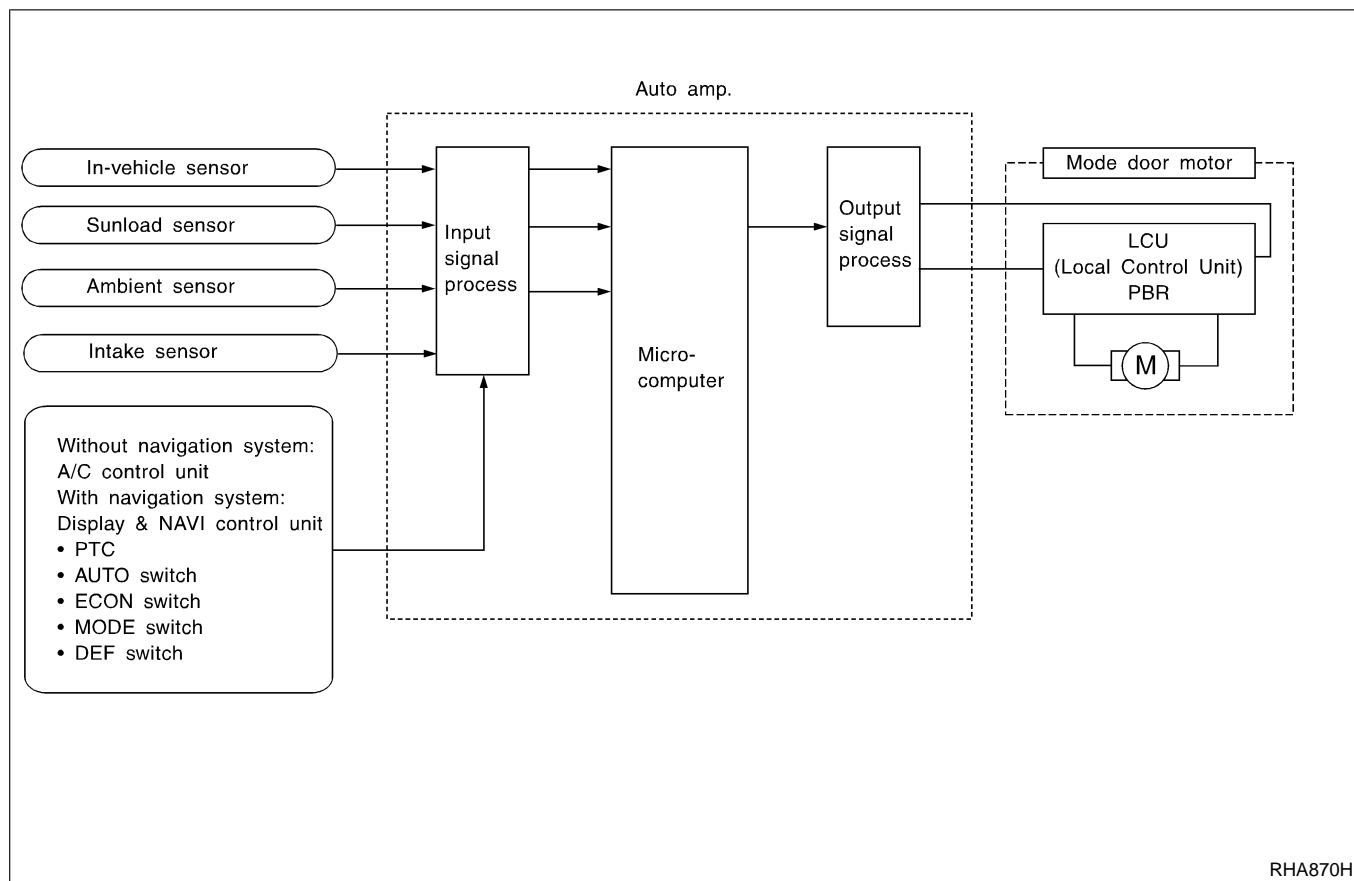 Auto amp.
In-vehicle sensor
Sunload sensor
Ambient sensor
Intake sensor
Without navigation system:
A/C control unit
With navigation system:
Display & NAVI control unit
• PTC
• AUTO switch
• ECON switch
• MODE switch
• DEF switch
Input
signal
process
Micro-
computer
Output
signal
process
Mode door motor
LCU
(Local Control Unit)
PBR
M
RHA870H